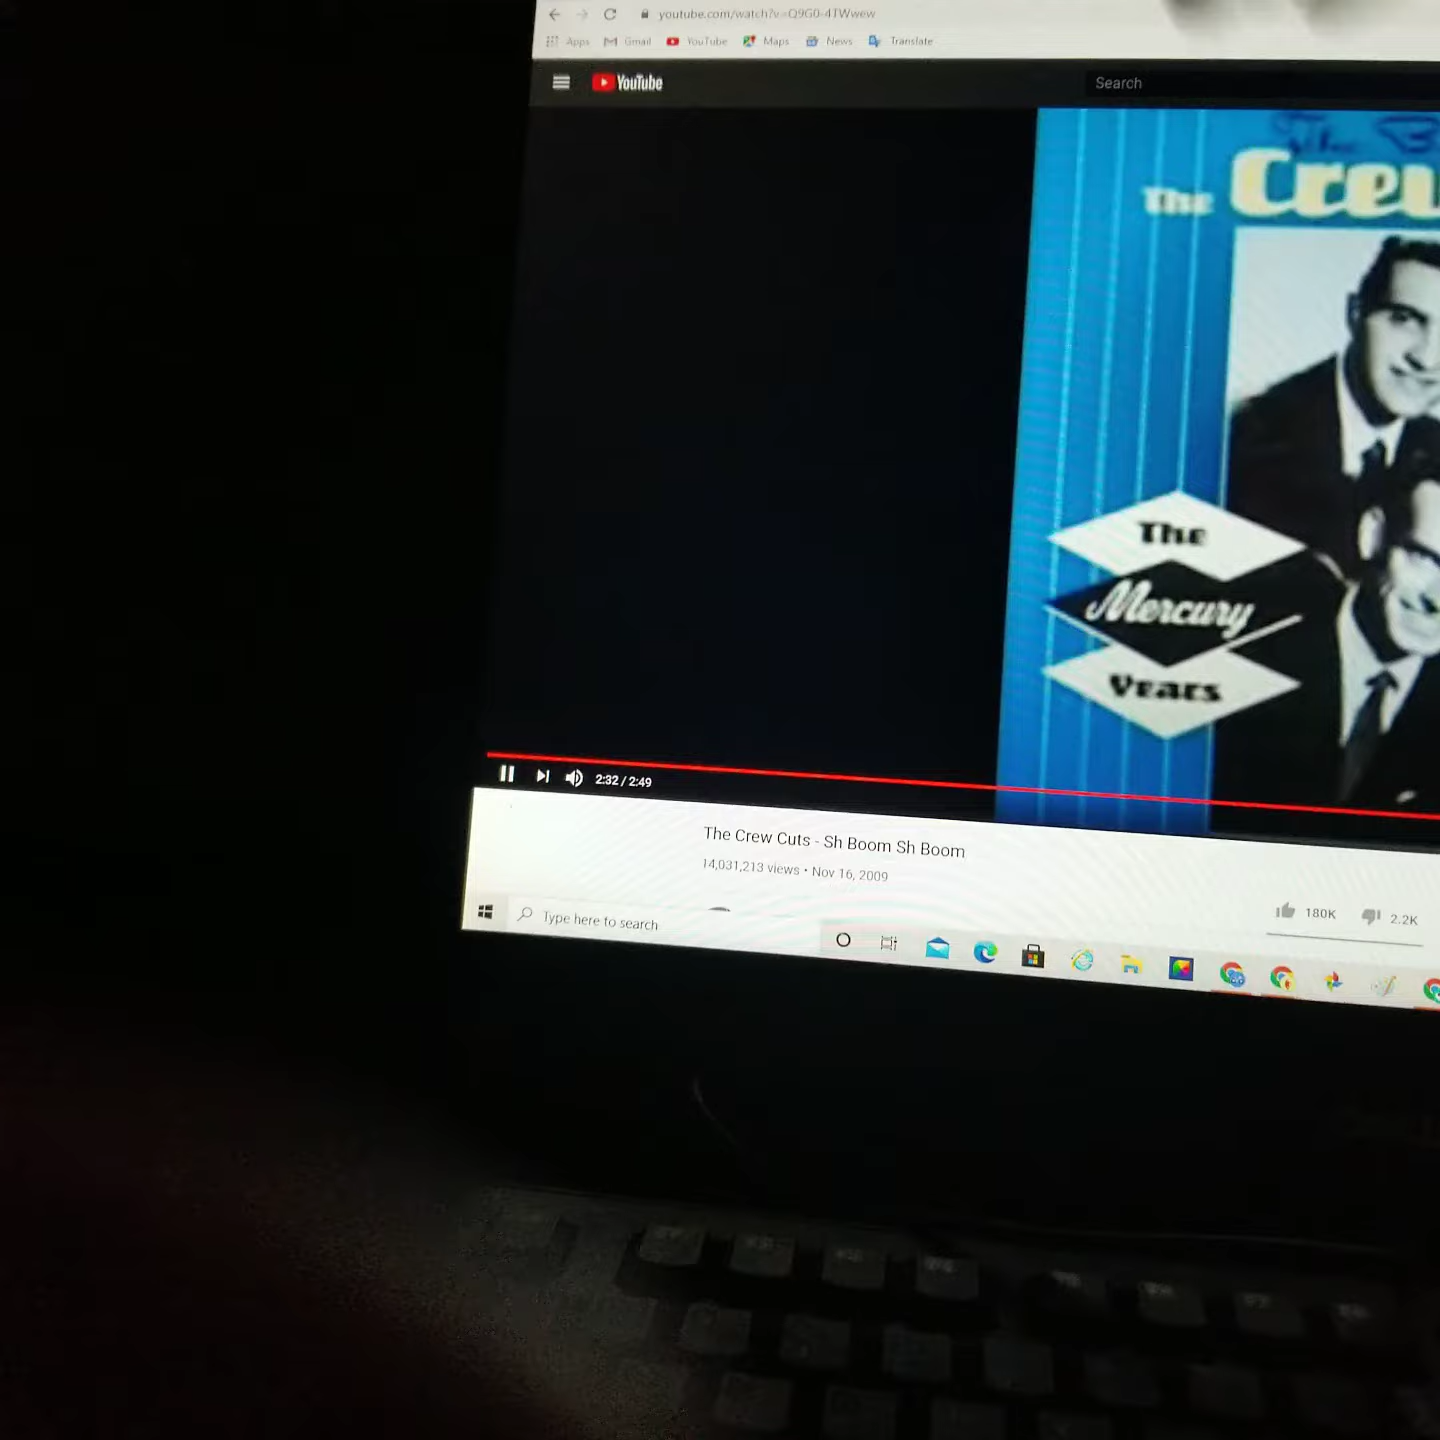 youtube.com/watch?v=Q9G0-4TWwew
Apps Gmail YouTube Maps News Translate
YouTube
Search
The
The
The
Mercury
Years
2:32 / 2:49
The Crew Cuts - Sh Boom Sh Boom
14,031,213 views • Nov 16, 2009
180K 2.2K
Type here to search